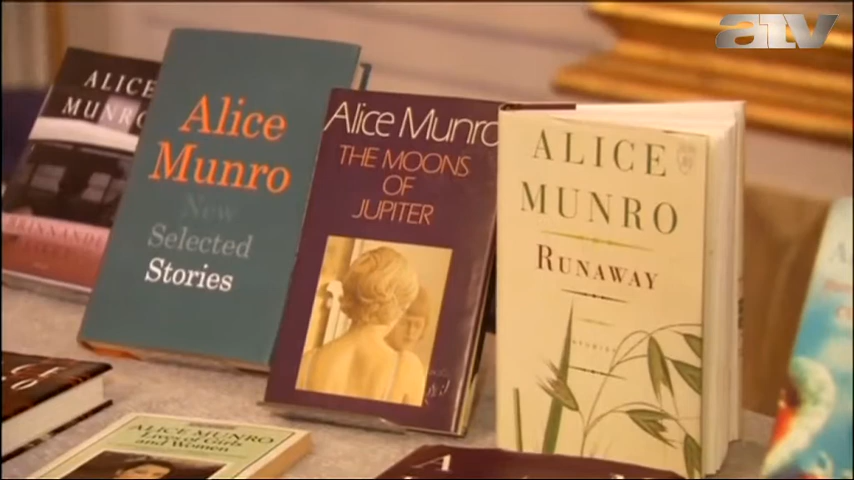 atv
ALICE
MUNRO
Alice
Munro
New
Selected
Stories
Alice Munro
THE MOONS
OF
JUPITER
ALICE
MUNRO
RUNAWAY
STORIES
ALICE MUNRO
Lives of Girls
and Women
A